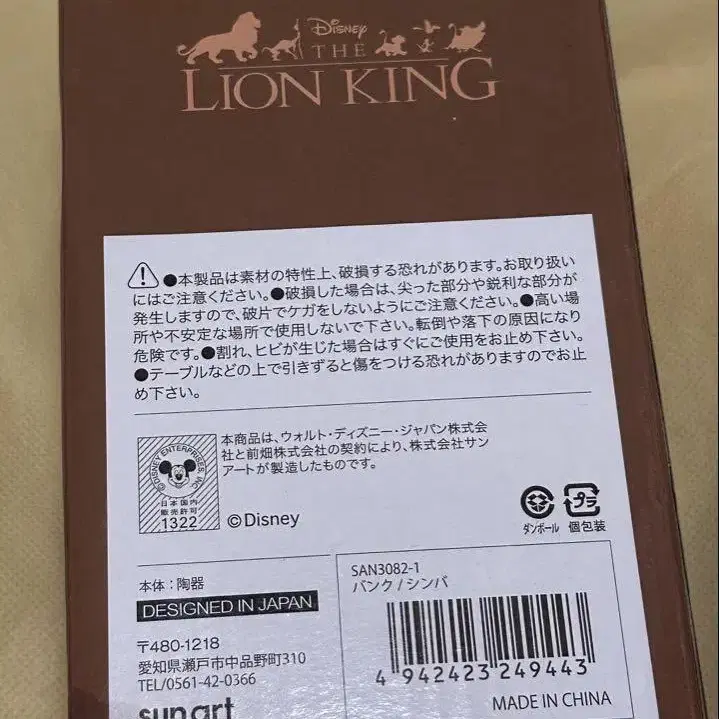 Disney
THE
LION KING
●本製品は素材の特性上、破損する恐れがあります。お取り扱い
にはご注意ください。●破損した場合は、尖った部分や鋭利な部分が
発生しますので、破片でケガをしないようにご注意ください。●高い場
所や不安定な場所で使用しないで下さい。転倒や落下の原因になり
危険です。●割れ、ヒビが生じた場合はすぐにご使用をお止め下さい。
●テーブルなどの上で引きずると傷をつける恐れがありますのでお止
め下さい。
本商品は、ウォルト・ディズニー・ジャパン株式会
社と前畑株式会社の契約により、株式会社サン
アートが製造したものです。
©DISNEY ENTERPRISES, INC.
日本国内
販売許可
1322
©Disney
ダンボール
プラ
個包装
本体：陶器
DESIGNED IN JAPAN
〒480-1218
愛知県瀬戸市中品野町310
TEL/0561-42-0366
sunart
SAN3082-1
バンク/シンバ
4 942423 249443
MADE IN CHINA